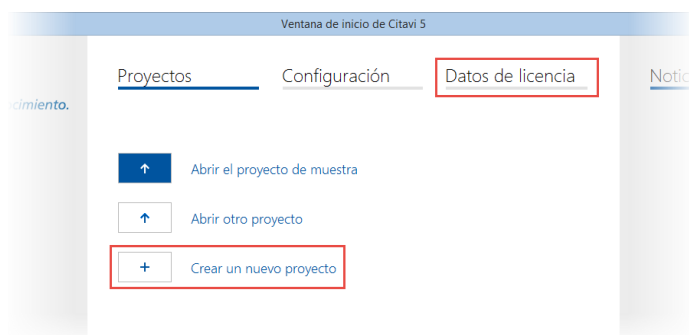 Ventana de inicio de Citavi 5
Proyectos Configuración Datos de licencia
Abrir el proyecto de muestra
Abrir otro proyecto
Crear un nuevo proyecto